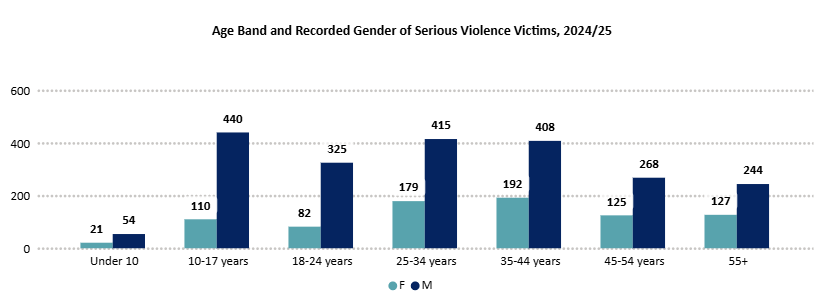 Age Band and Recorded Gender of Serious Violence Victims, 2024/25
600
400
200
0
21
54
110
440
82
325
179
415
192
408
125
268
127
244
Under 10
10-17 years
18-24 years
25-34 years
35-44 years
45-54 years
55+
F
M